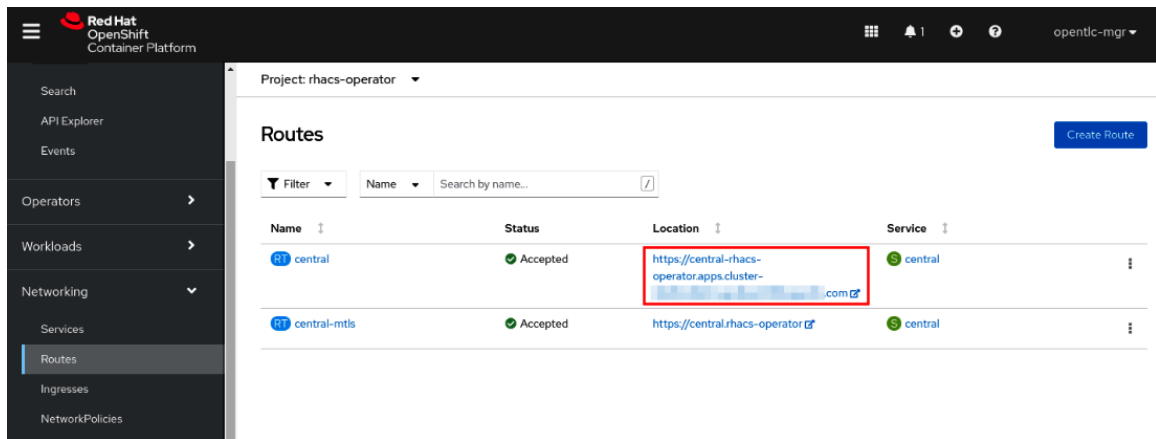 Red Hat
OpenShift
Container Platform
1
opentlc-mgr
Search
API Explorer
Events
Operators
Workloads
Networking
Services
Routes
Ingresses
NetworkPolicies
Project: rhacs-operator
Routes
Create Route
Filter
Name
Search by name...
/
Name Status Location Service
RT central Accepted https://central-rhacs-
operator.apps.cluster-
.com
S central
RT central-mtls Accepted https://central.rhacs-operator S central